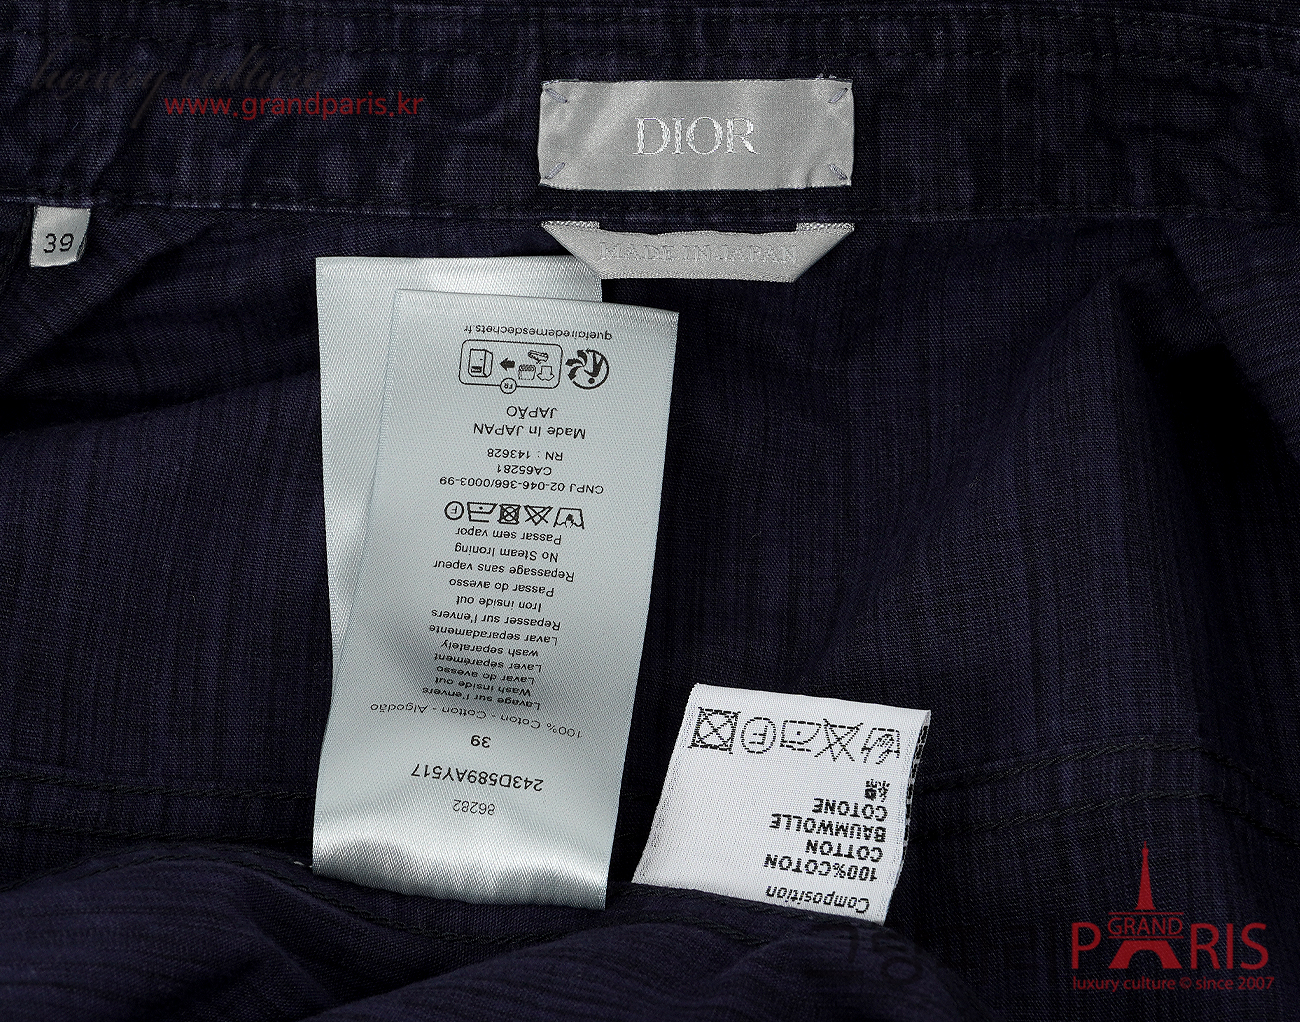 luxury culture
www.grandparis.kr
DIOR
MADE IN JAPAN
39
86282
243D589AY517
39
100% Coton - Cotton - Algodão
Lavage sur l'envers
Wash inside out
Lavar do avesso
Laver séparément
wash separately
Lavar separadamente
Repasser sur l'envers
Iron inside out
Passar do avesso
Repassage sans vapeur
No Steam Ironing
Passar sem vapor
F
CNPJ 02-046-366/0003-99
CA65281
RN : 143628
Made In JAPAN
JAPÃO
FR
quefairedemesdechets.fr
Composition
100%COTON
COTTON
BAUMWOLLE
COTONE
F
GRAND
PARIS
luxury culture © since 2007